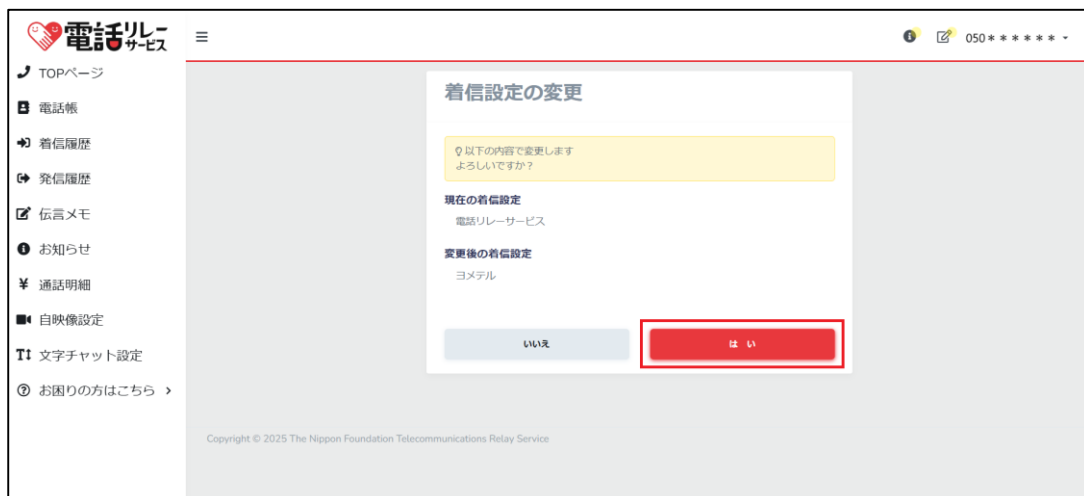 電話リレーサービス
050＊＊＊＊＊＊
TOPページ
電話帳
着信履歴
発信履歴
伝言メモ
お知らせ
¥ 通話明細
自映像設定
文字チャット設定
お困りの方はこちら
着信設定の変更
以下の内容で変更します
よろしいですか？
現在の着信設定
電話リレーサービス
変更後の着信設定
ヨメテル
いいえ
は い
Copyright © 2025 The Nippon Foundation Telecommunications Relay Service